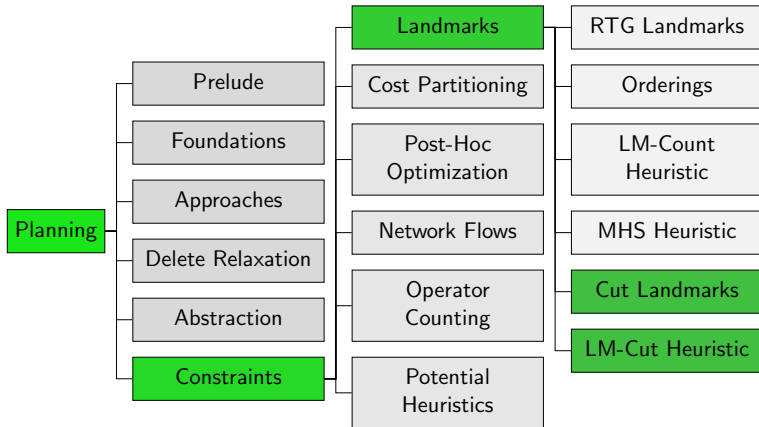 Planning
Prelude
Foundations
Approaches
Delete Relaxation
Abstraction
Constraints
Landmarks
Cost Partitioning
Post-Hoc
Optimization
Network Flows
Operator
Counting
Potential
Heuristics
RTG Landmarks
Orderings
LM-Count
Heuristic
MHS Heuristic
Cut Landmarks
LM-Cut Heuristic